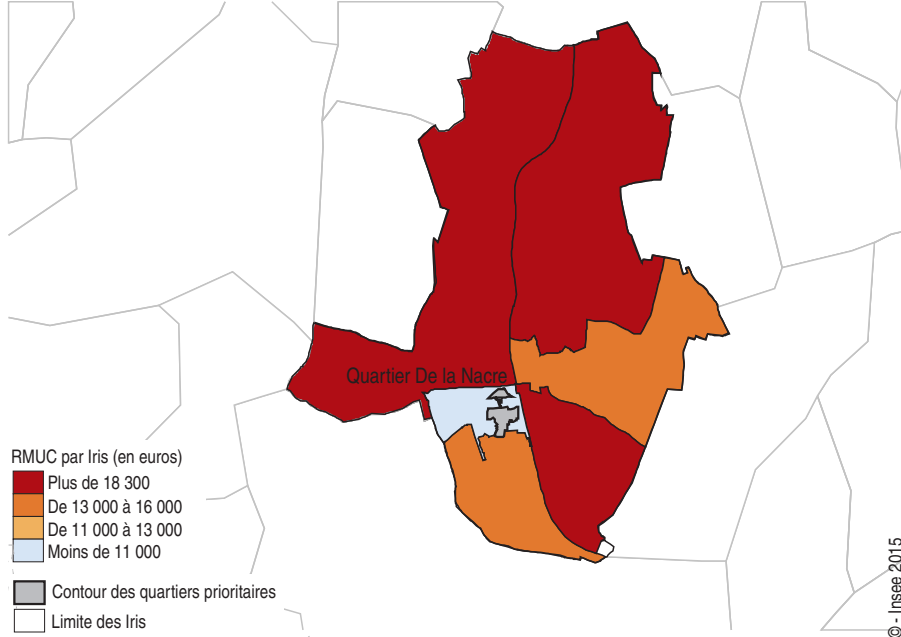 Quartier De la Nacre
RMUC par Iris (en euros)
Plus de 18 300
De 13 000 à 16 000
De 11 000 à 13 000
Moins de 11 000
Contour des quartiers prioritaires
Limite des Iris
© - Insee 2015